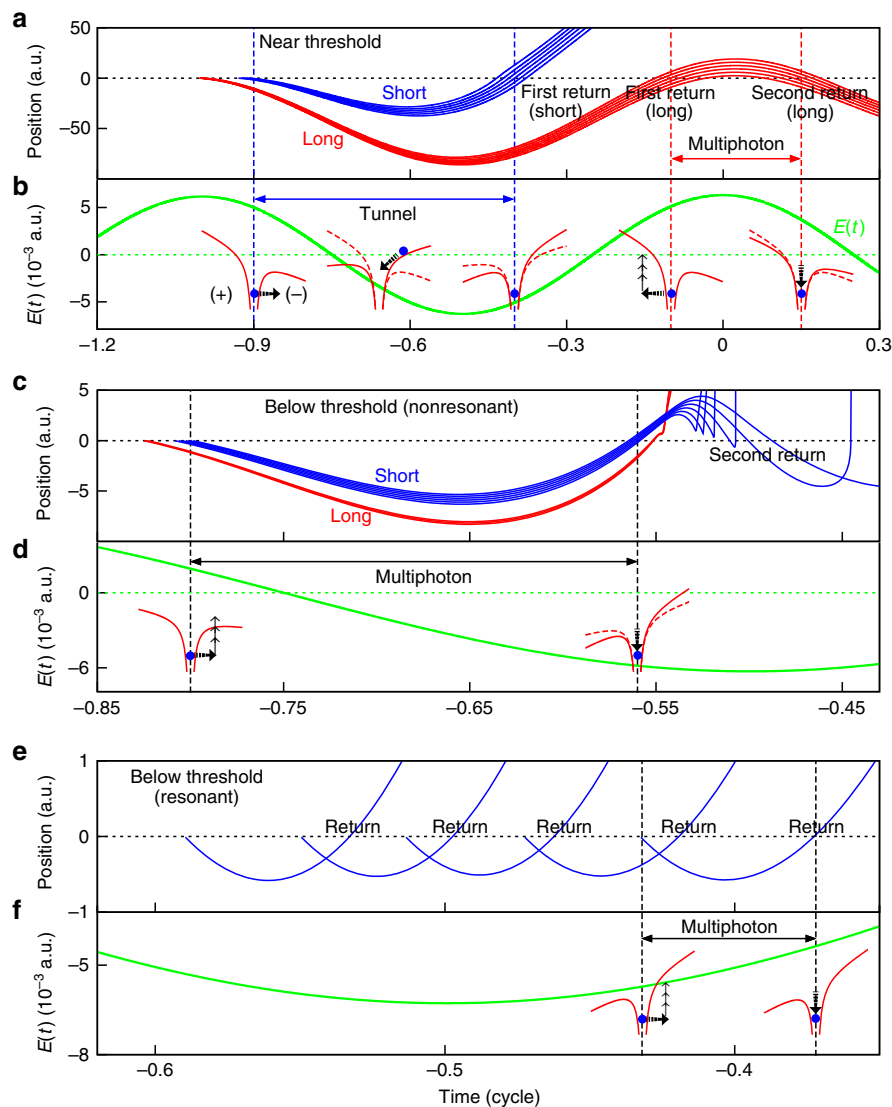 a
50
0
−50
Position (a.u.)
Near threshold
Short
Long
First return
(short)
First return
(long)
Second return
(long)
Multiphoton
b
5
0
−5
E(t) (10−3 a.u.)
Tunnel
E(t)
(+)
(−)
−1.2
−0.9
−0.6
−0.3
0
0.3
c
5
0
−5
Position (a.u.)
Below threshold (nonresonant)
Short
Long
Second return
d
0
−6
E(t) (10−3 a.u.)
Multiphoton
−0.85
−0.75
−0.65
−0.55
−0.45
e
1
0
−1
Position (a.u.)
Below threshold
(resonant)
Return
Return
Return
Return
Return
f
−5
−8
E(t) (10−3 a.u.)
Multiphoton
−0.6
−0.5
−0.4
Time (cycle)